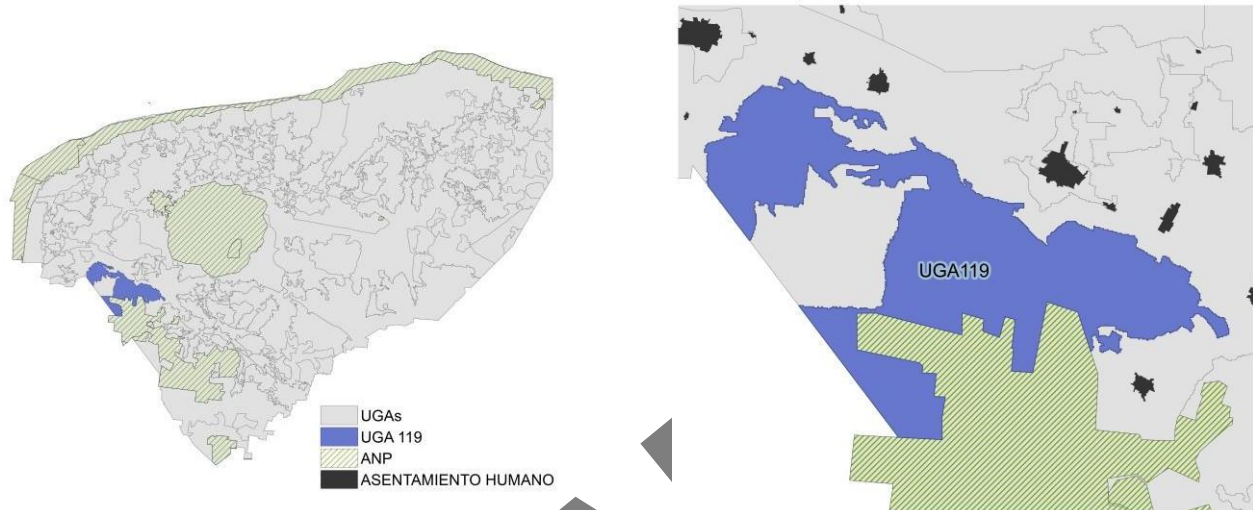 UGAs
UGA 119
ANP
ASENTAMIENTO HUMANO
UGA119